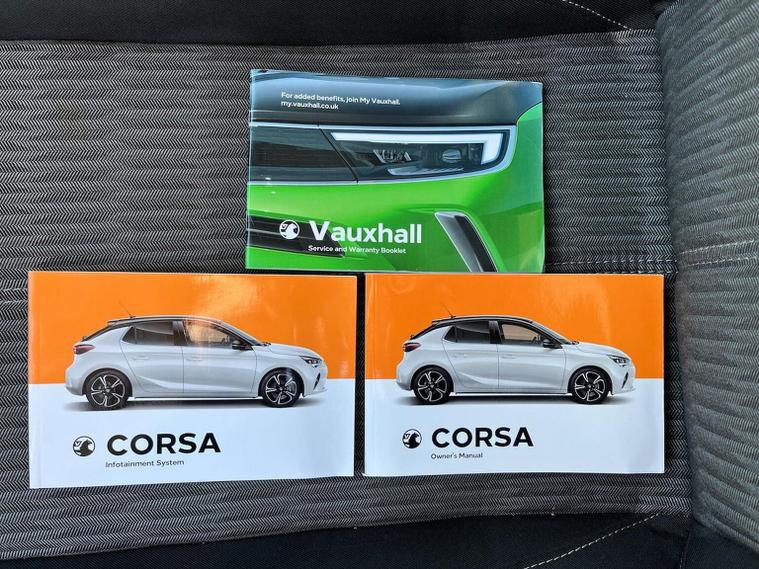 For added benefits, join My Vauxhall.
my.vauxhall.co.uk
Vauxhall
Service and Warranty Booklet
CORSA
Infotainment System
CORSA
Owner's Manual